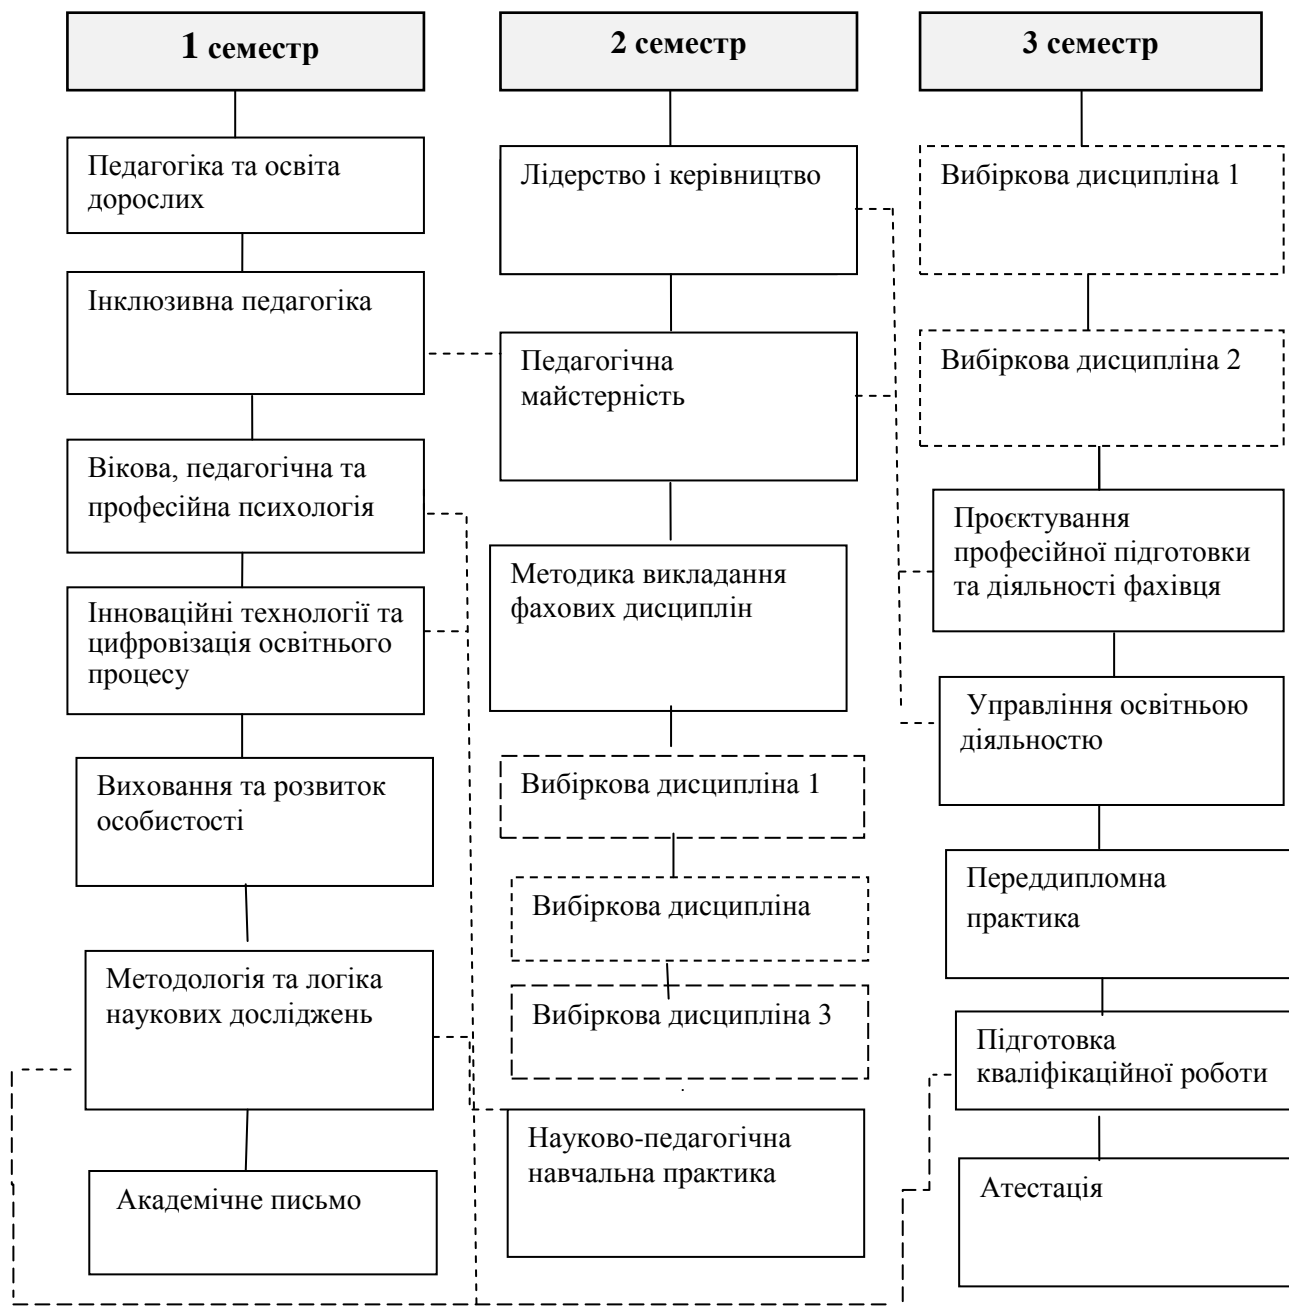 1 семестр
Педагогіка та освіта
дорослих
Інклюзивна педагогіка
Вікова, педагогічна та
професійна психологія
Інноваційні технології та
цифровізація освітнього
процесу
Виховання та розвиток
особистості
Методологія та логіка
наукових досліджень
Академічне письмо
2 семестр
Лідерство і керівництво
Педагогічна
майстерність
Методика викладання
фахових дисциплін
Вибіркова дисципліна 1
Вибіркова дисципліна
Вибіркова дисципліна 3
Науково-педагогічна
навчальна практика
3 семестр
Вибіркова дисципліна 1
Вибіркова дисципліна 2
Проєктування
професійної підготовки
та діяльності фахівця
Управління освітньою
діяльностю
Переддипломна
практика
Підготовка
кваліфікаційної роботи
Атестація